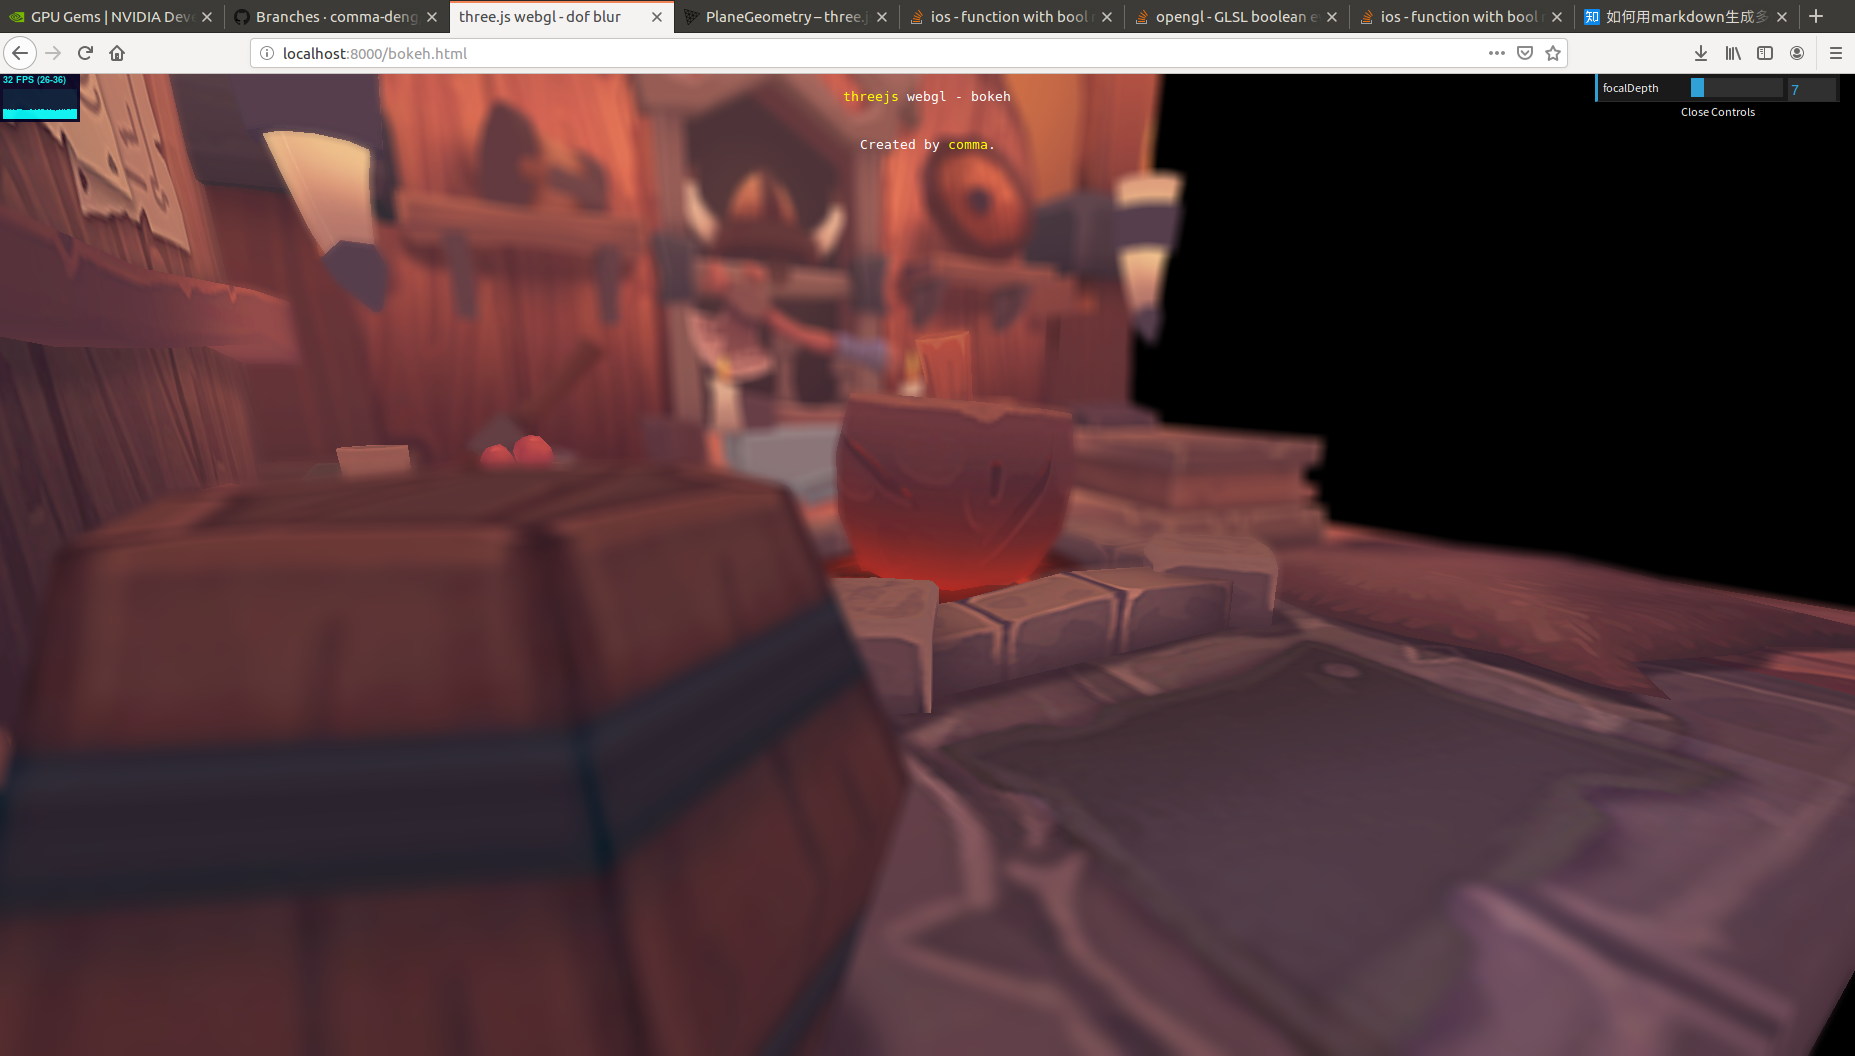 GPU Gems | NVIDIA Dev
Branches · comma-deng
three.js webgl - dof blur
PlaneGeometry – three.j
ios - function with bool
opengl - GLSL boolean e
ios - function with bool
知 如何用markdown生成多
localhost:8000/bokeh.html
32 FPS (26-36)
threejs webgl - bokeh
focalDepth 7
Close Controls
Created by comma.